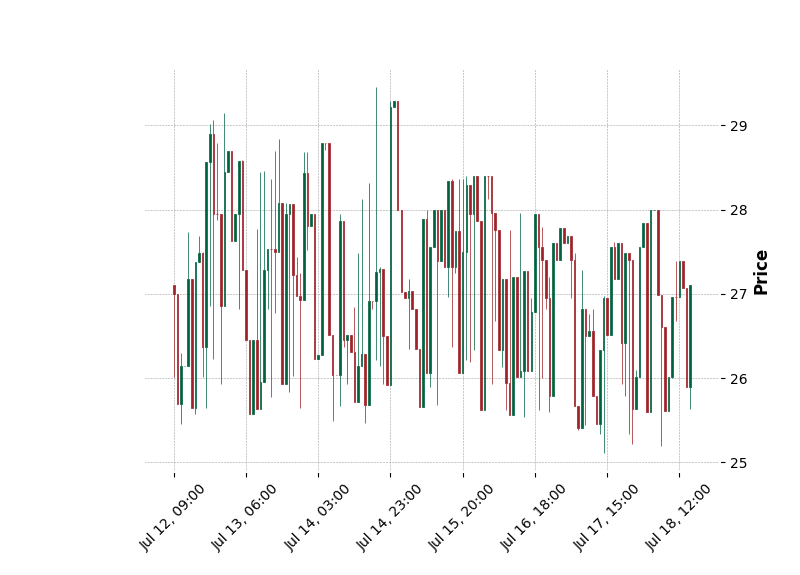 29
28
27
26
25
Price
Jul 12, 09:00
Jul 13, 06:00
Jul 14, 03:00
Jul 14, 23:00
Jul 15, 20:00
Jul 16, 18:00
Jul 17, 15:00
Jul 18, 12:00